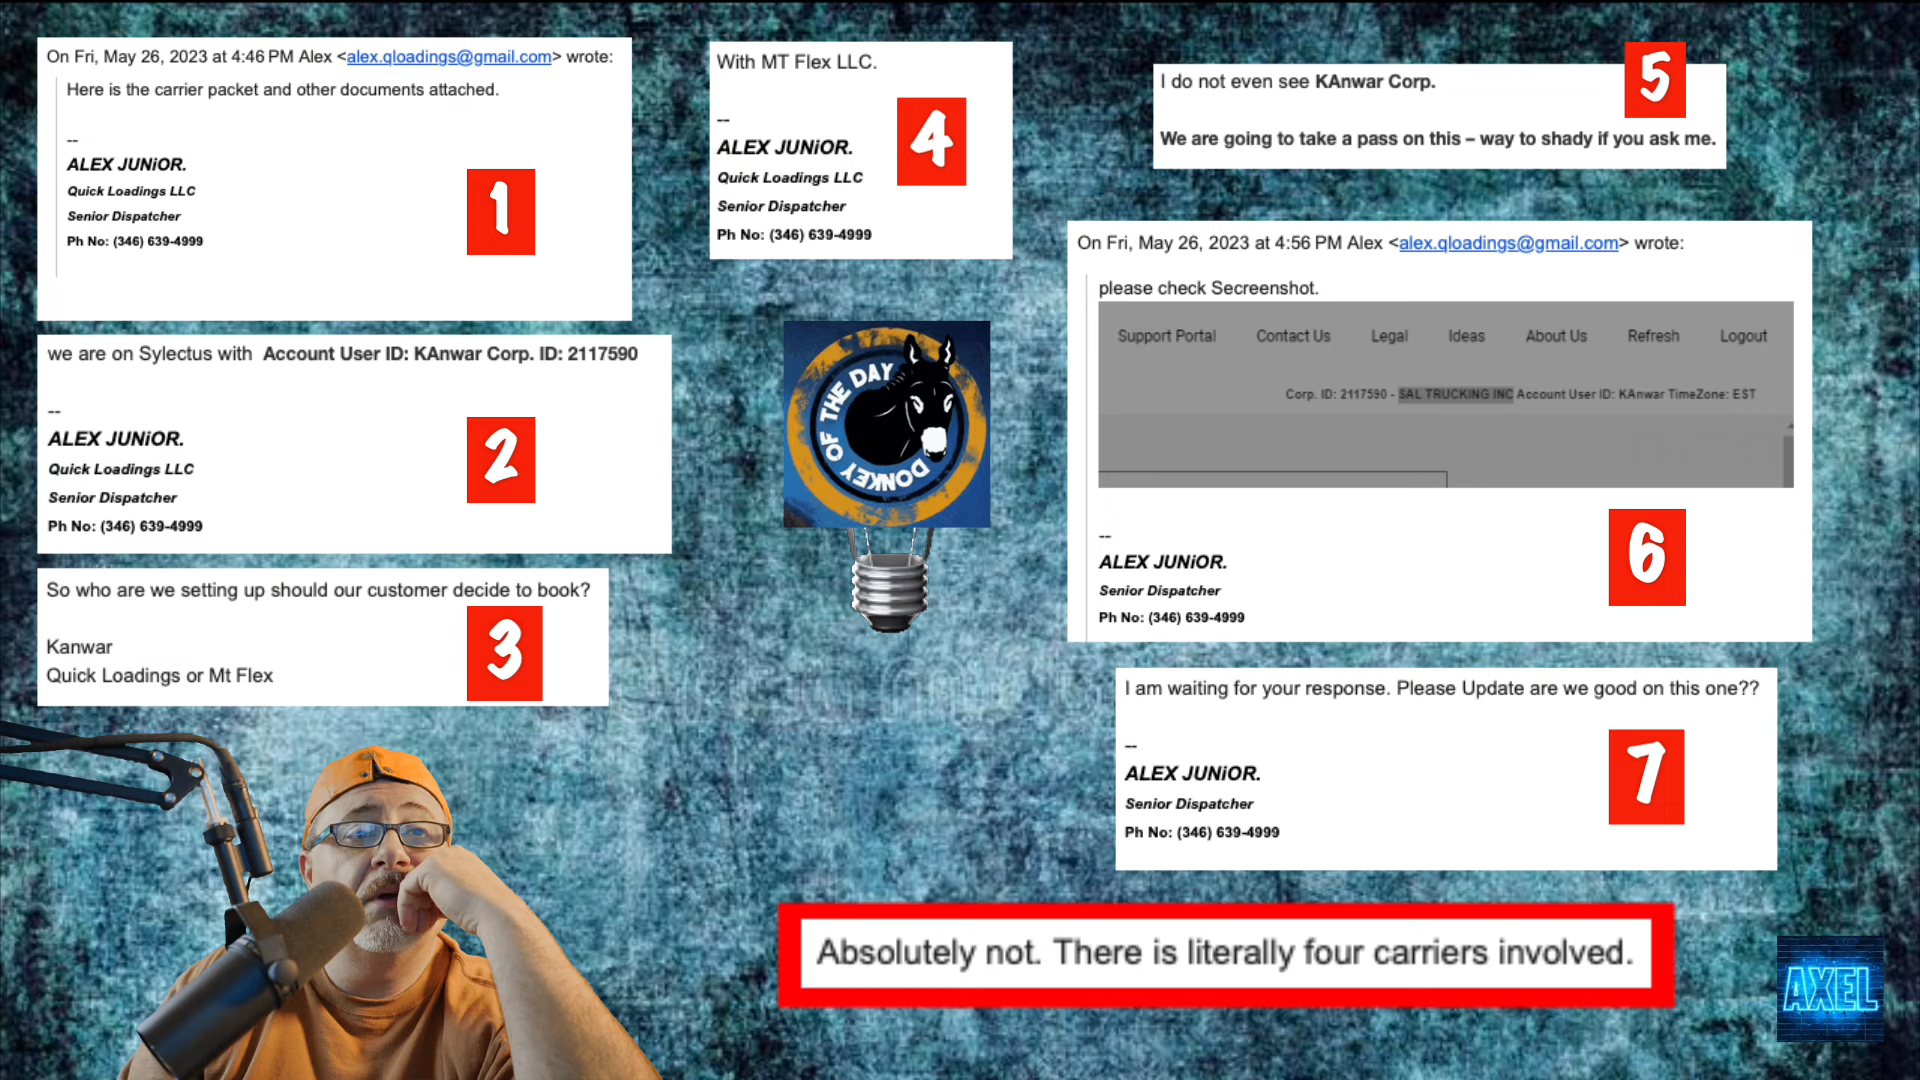 On Fri, May 26, 2023 at 4:46 PM Alex <alex.qloadings@gmail.com> wrote:
Here is the carrier packet and other documents attached.
--
ALEX JUNiOR.
Quick Loadings LLC
Senior Dispatcher
Ph No: (346) 639-4999
1
we are on Sylectus with Account User ID: KAnwar Corp. ID: 2117590
--
ALEX JUNiOR.
Quick Loadings LLC
Senior Dispatcher
Ph No: (346) 639-4999
2
So who are we setting up should our customer decide to book?
Kanwar
Quick Loadings or Mt Flex
3
With MT Flex LLC.
--
ALEX JUNiOR.
Quick Loadings LLC
Senior Dispatcher
Ph No: (346) 639-4999
4
DONKEY OF THE DAY
I do not even see KAnwar Corp.
We are going to take a pass on this – way to shady if you ask me.
5
On Fri, May 26, 2023 at 4:56 PM Alex <alex.qloadings@gmail.com> wrote:
please check Secreenshot.
Support Portal Contact Us Legal Ideas About Us Refresh Logout
Corp. ID: 2117590 - SAL TRUCKING INC Account User ID: KAnwar TimeZone: EST
--
ALEX JUNiOR.
Senior Dispatcher
Ph No: (346) 639-4999
6
I am waiting for your response. Please Update are we good on this one??
--
ALEX JUNiOR.
Senior Dispatcher
Ph No: (346) 639-4999
7
Absolutely not. There is literally four carriers involved.
AXEL